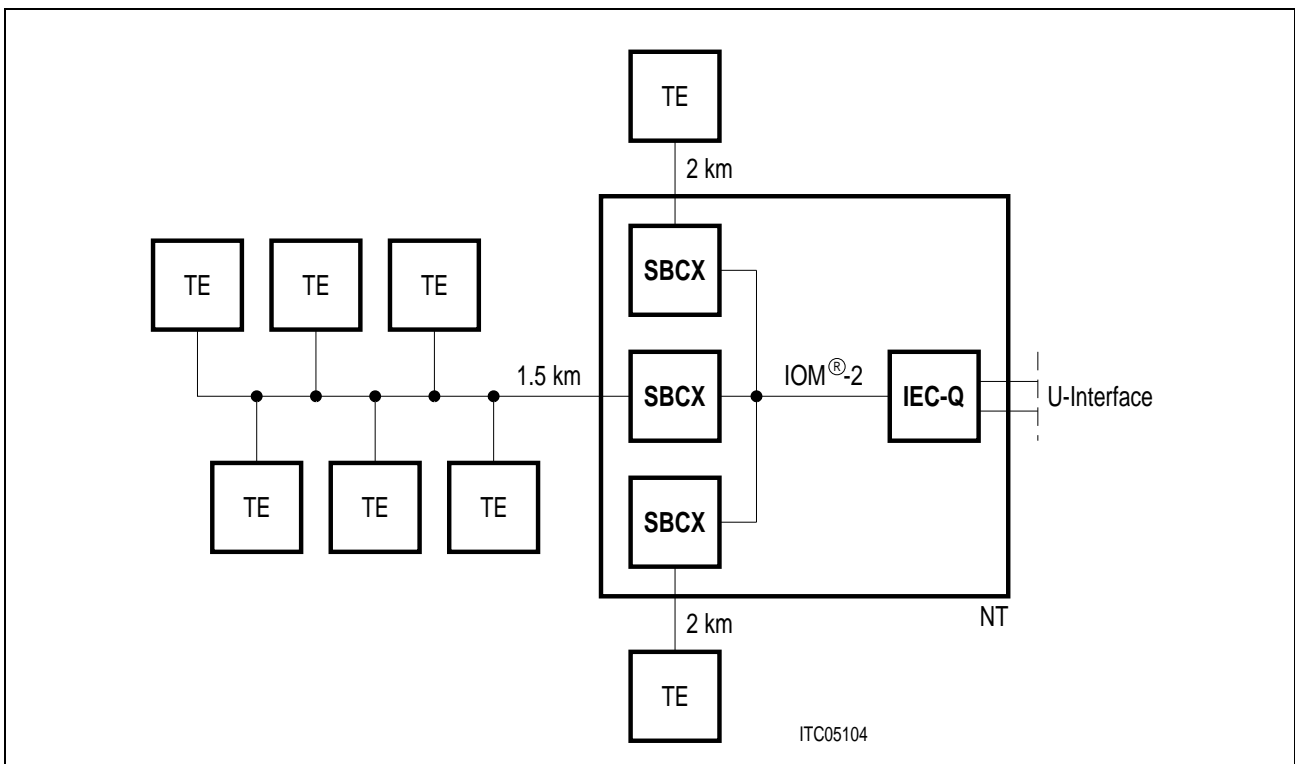 TE
2 km
SBCX
TE
TE
TE
1.5 km
SBCX
IOM®-2
IEC-Q
U-Interface
TE
TE
TE
SBCX
2 km
NT
TE
ITC05104